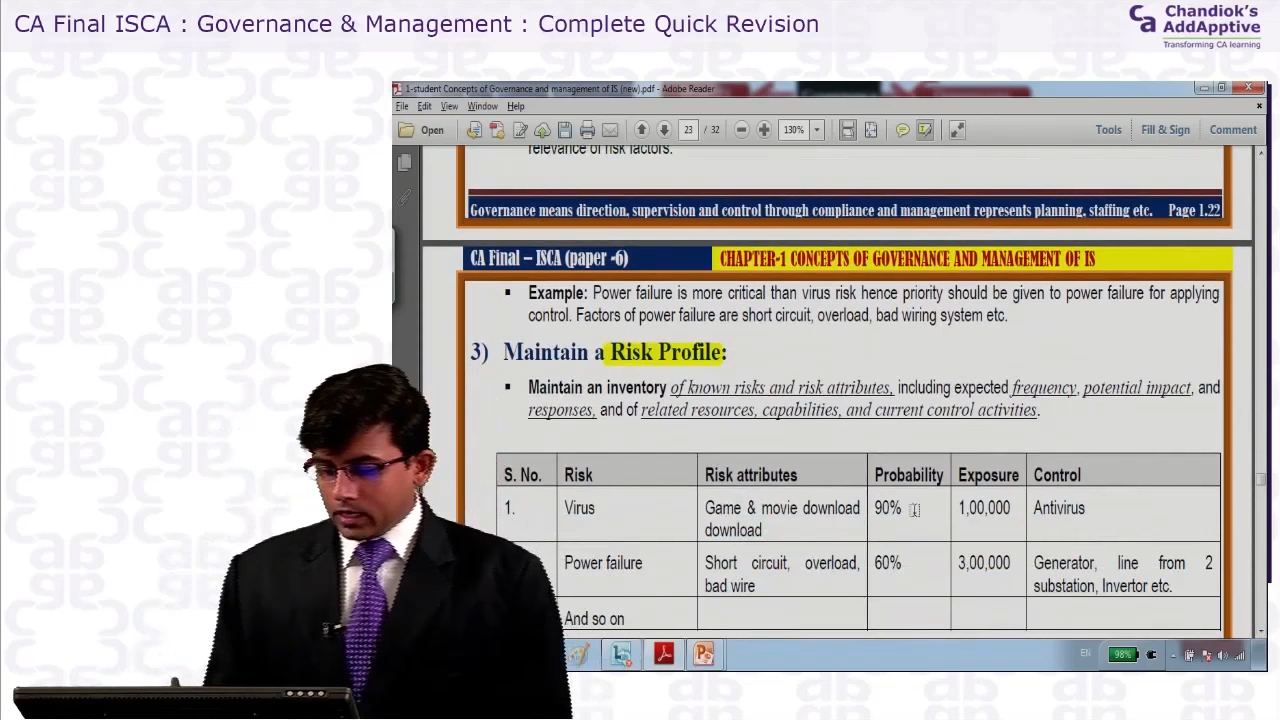 CA Final ISCA : Governance & Management : Complete Quick Revision
Ca Chandiok's
AddApptive
Transforming CA learning
1-student Concepts of Governance and management of IS (new).pdf - Adobe Reader
File Edit View Window Help
Open 23 / 32 130% Tools Fill & Sign Comment
relevance of risk factors.
Governance means direction, supervision and control through compliance and management represents planning, staffing etc. Page 1.22
CA Final – ISCA (paper -6) CHAPTER-1 CONCEPTS OF GOVERNANCE AND MANAGEMENT OF IS
▪ Example: Power failure is more critical than virus risk hence priority should be given to power failure for applying
control. Factors of power failure are short circuit, overload, bad wiring system etc.
3) Maintain a Risk Profile:
▪ Maintain an inventory of known risks and risk attributes, including expected frequency, potential impact, and
responses, and of related resources, capabilities, and current control activities.
S. No. Risk Risk attributes Probability Exposure Control
1. Virus Game & movie download 90% 1,00,000 Antivirus
download
Power failure Short circuit, overload, 60% 3,00,000 Generator, line from 2
bad wire substation, Invertor etc.
And so on
EN 98%